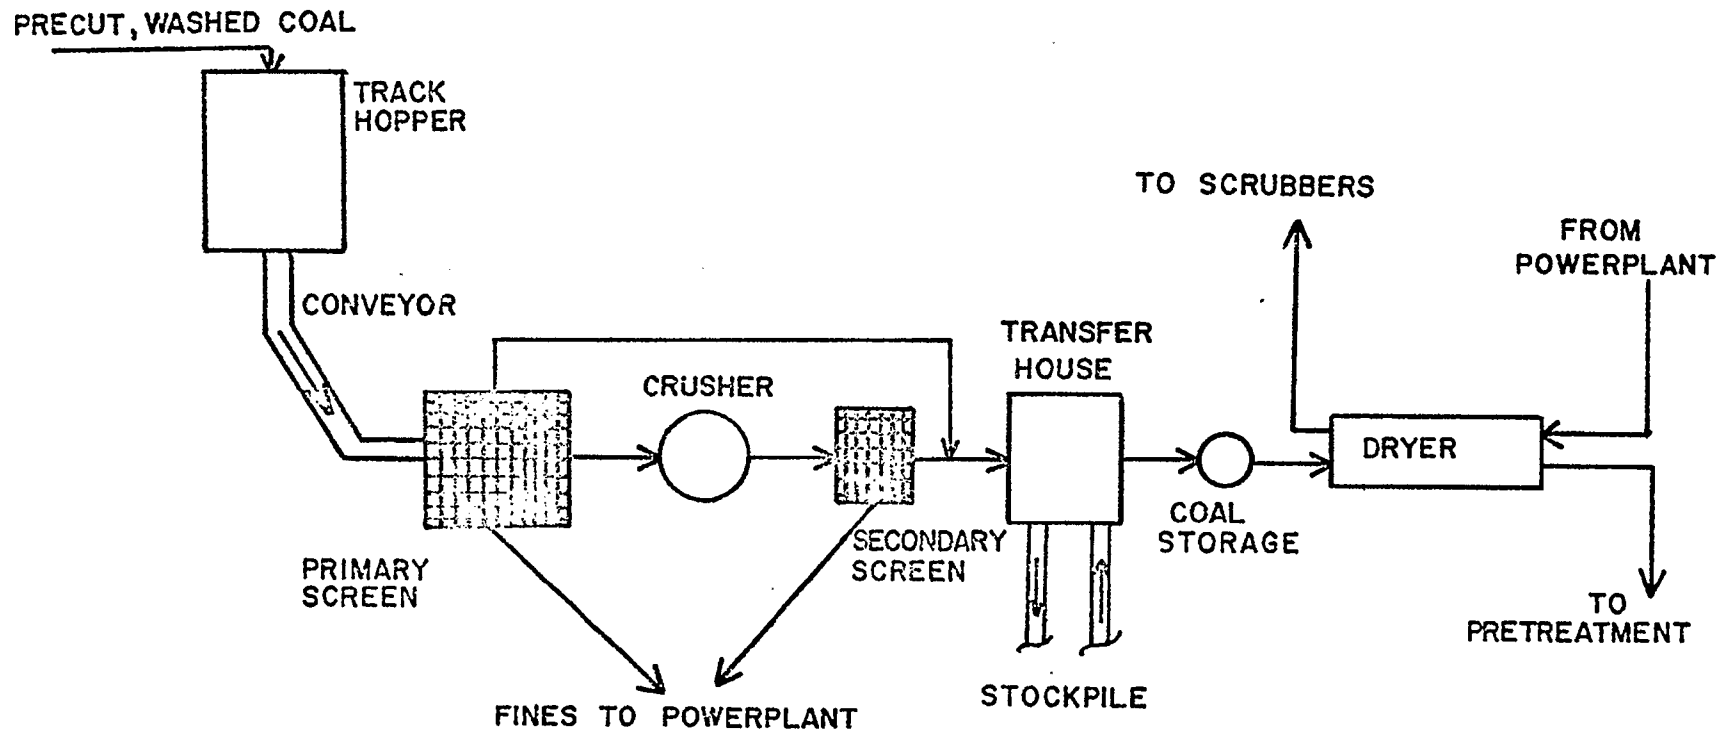 PRECUT, WASHED COAL
TRACK
HOPPER
CONVEYOR
CRUSHER
PRIMARY
SCREEN
SECONDARY
SCREEN
FINES TO POWERPLANT
TRANSFER
HOUSE
STOCKPILE
COAL
STORAGE
TO SCRUBBERS
FROM
POWERPLANT
DRYER
TO
PRETREATMENT